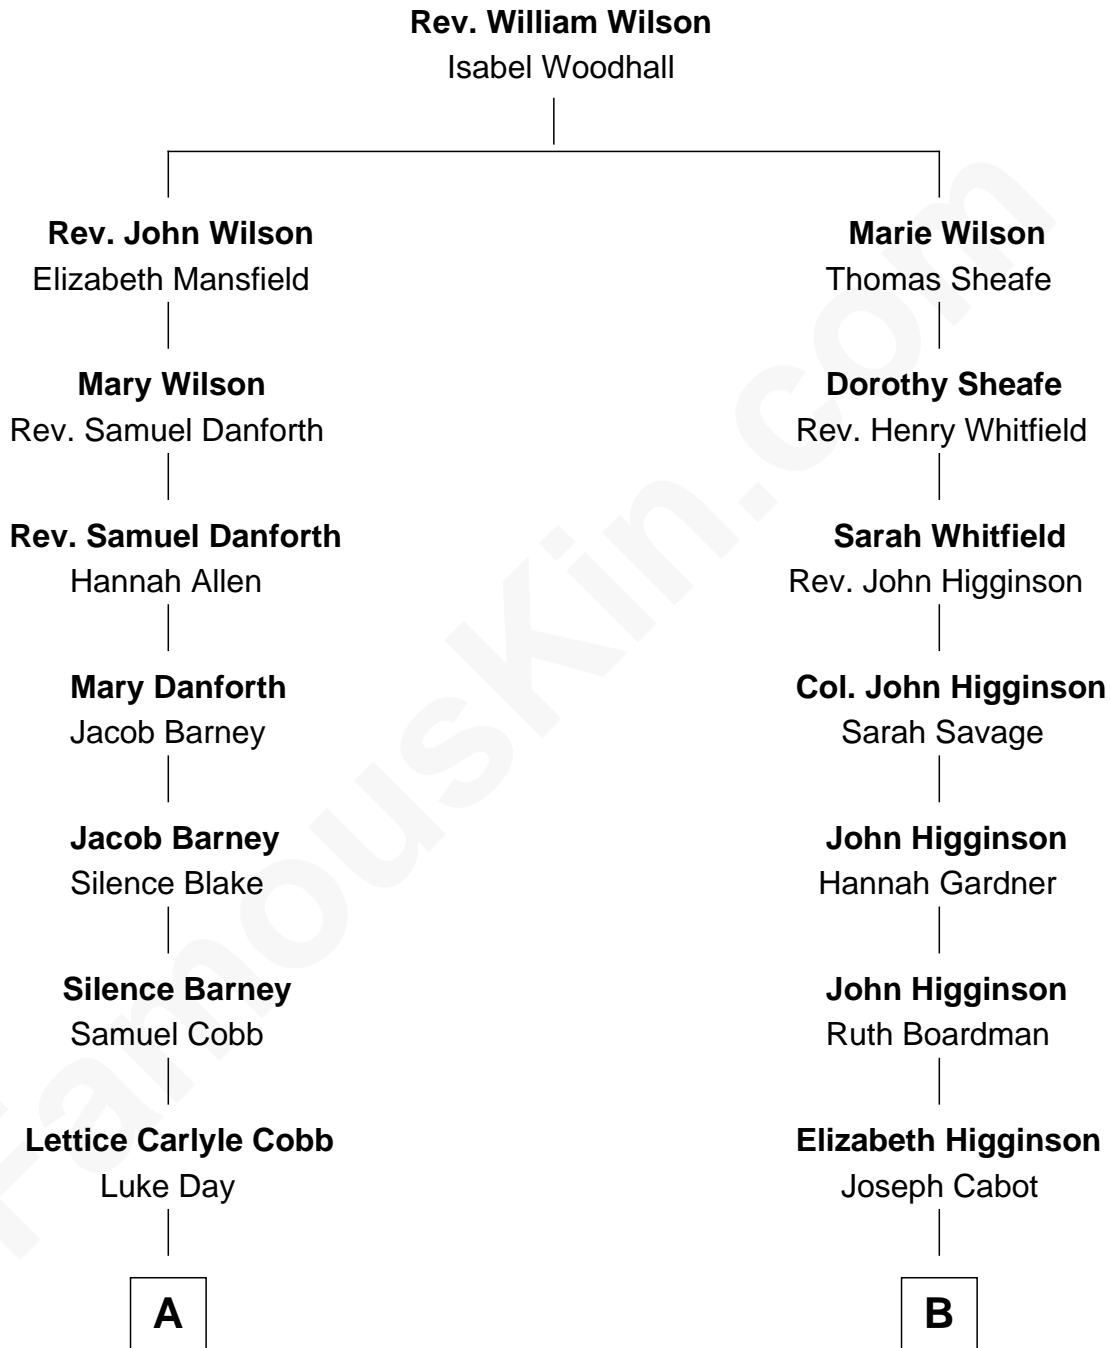 Rev. William Wilson
Isabel Woodhall
Rev. John Wilson
Elizabeth Mansfield
Marie Wilson
Thomas Sheafe
Mary Wilson
Rev. Samuel Danforth
Dorothy Sheafe
Rev. Henry Whitfield
Rev. Samuel Danforth
Hannah Allen
Sarah Whitfield
Rev. John Higginson
Mary Danforth
Jacob Barney
Col. John Higginson
Sarah Savage
Jacob Barney
Silence Blake
John Higginson
Hannah Gardner
Silence Barney
Samuel Cobb
John Higginson
Ruth Boardman
Lettice Carlyle Cobb
Luke Day
Elizabeth Higginson
Joseph Cabot
A
B
FamousKin.com